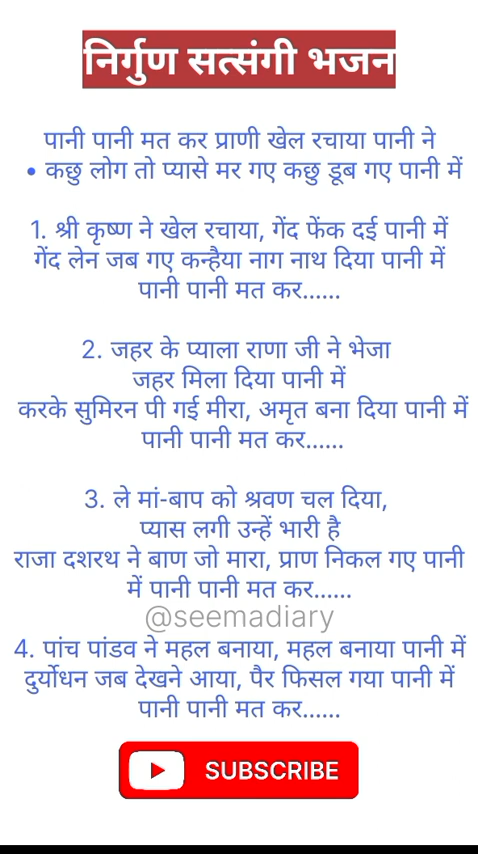 निर्गुण सत्संगी भजन
पानी पानी मत कर प्राणी खेल रचाया पानी ने
• कछु लोग तो प्यासे मर गए कछु डूब गए पानी में
1. श्री कृष्ण ने खेल रचाया, गेंद फेंक दई पानी में
गेंद लेन जब गए कन्हैया नाग नाथ दिया पानी में
पानी पानी मत कर......
2. जहर के प्याला राणा जी ने भेजा
जहर मिला दिया पानी में
करके सुमिरन पी गई मीरा, अमृत बना दिया पानी में
पानी पानी मत कर......
3. ले मां-बाप को श्रवण चल दिया,
प्यास लगी उन्हें भारी है
राजा दशरथ ने बाण जो मारा, प्राण निकल गए पानी
में पानी पानी मत कर......
@seemadiary
4. पांच पांडव ने महल बनाया, महल बनाया पानी में
दुर्योधन जब देखने आया, पैर फिसल गया पानी में
पानी पानी मत कर......
SUBSCRIBE